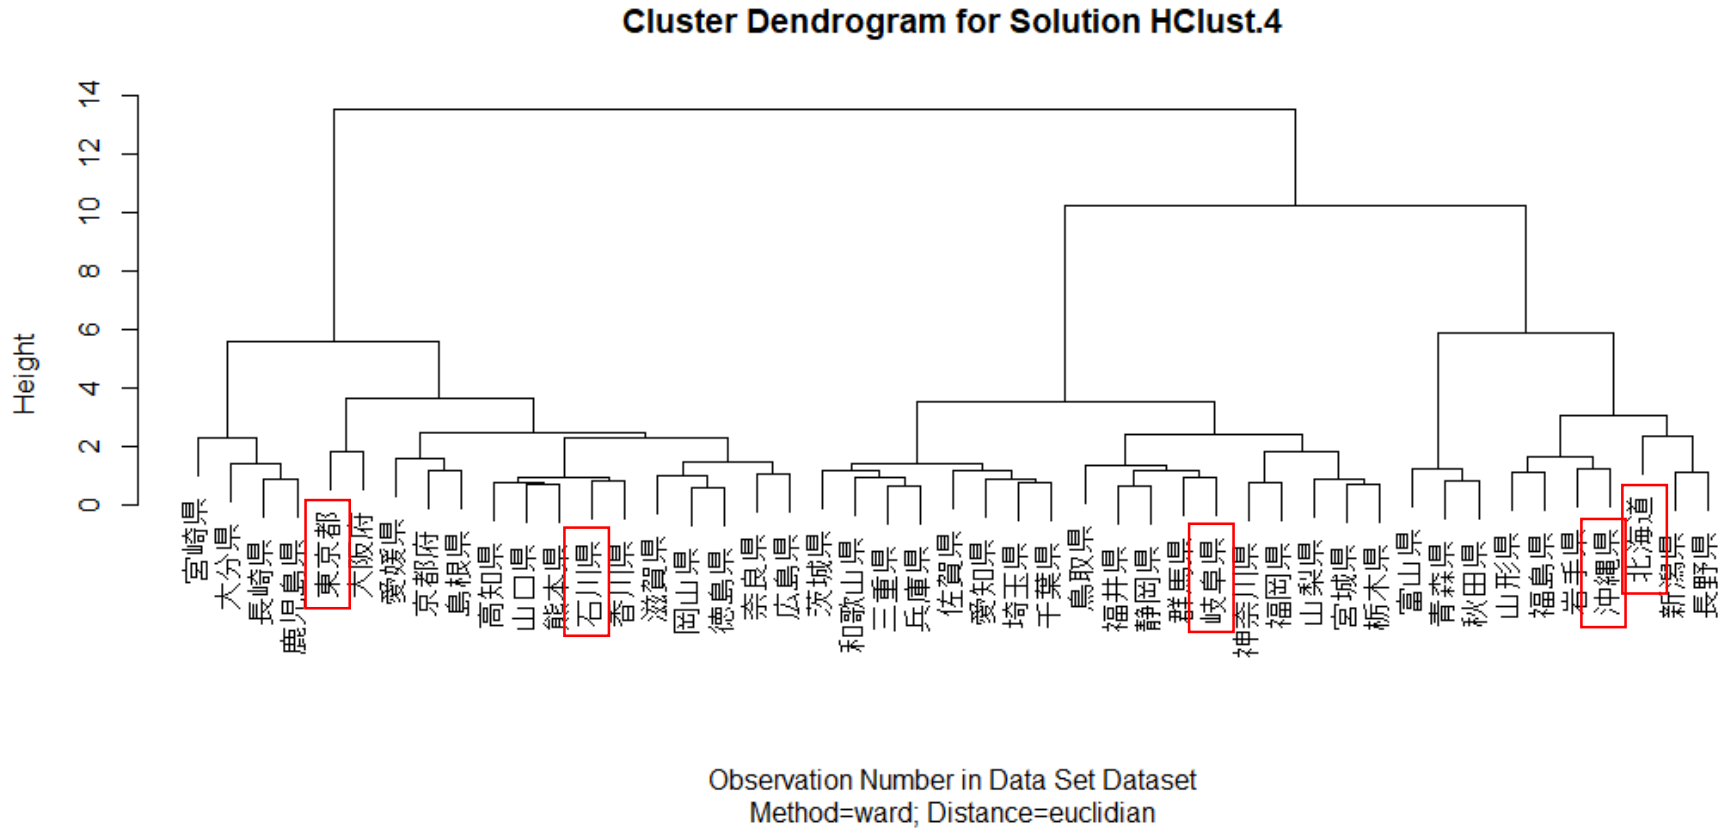 Cluster Dendrogram for Solution HClust.4
Height
14
12
10
8
6
4
2
0
宮崎県
大分県
長崎県
鹿児島県
東京都
大阪府
愛媛県
京都府
島根県
高知県
山口県
熊本県
石川県
香川県
滋賀県
岡山県
徳島県
奈良県
広島県
茨城県
和歌山県
三重県
兵庫県
佐賀県
愛知県
埼玉県
千葉県
鳥取県
福井県
静岡県
群馬県
岐阜県
神奈川県
福岡県
山梨県
宮城県
栃木県
富山県
青森県
秋田県
山形県
福島県
岩手県
沖縄県
北海道
新潟県
長野県
Observation Number in Data Set Dataset
Method=ward; Distance=euclidian